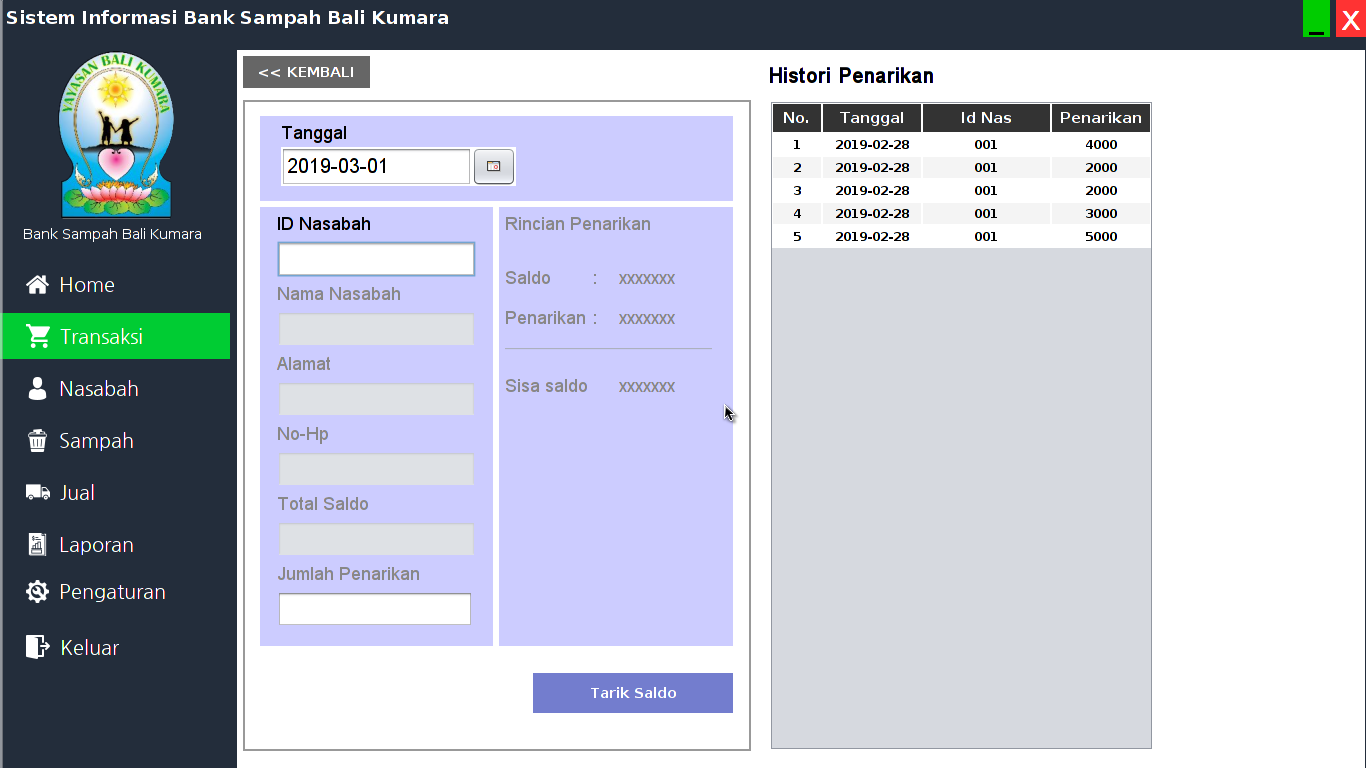 Sistem Informasi Bank Sampah Bali Kumara
_
X
YAYASAN BALI KUMARA
Bank Sampah Bali Kumara
Home
Transaksi
Nasabah
Sampah
Jual
Laporan
Pengaturan
Keluar
<< KEMBALI
Tanggal
2019-03-01
ID Nasabah
Nama Nasabah
Alamat
No-Hp
Total Saldo
Jumlah Penarikan
Rincian Penarikan
Saldo : xxxxxxx
Penarikan : xxxxxxx
Sisa saldo xxxxxxx
Tarik Saldo
Histori Penarikan
No. Tanggal Id Nas Penarikan
1 2019-02-28 001 4000
2 2019-02-28 001 2000
3 2019-02-28 001 2000
4 2019-02-28 001 3000
5 2019-02-28 001 5000